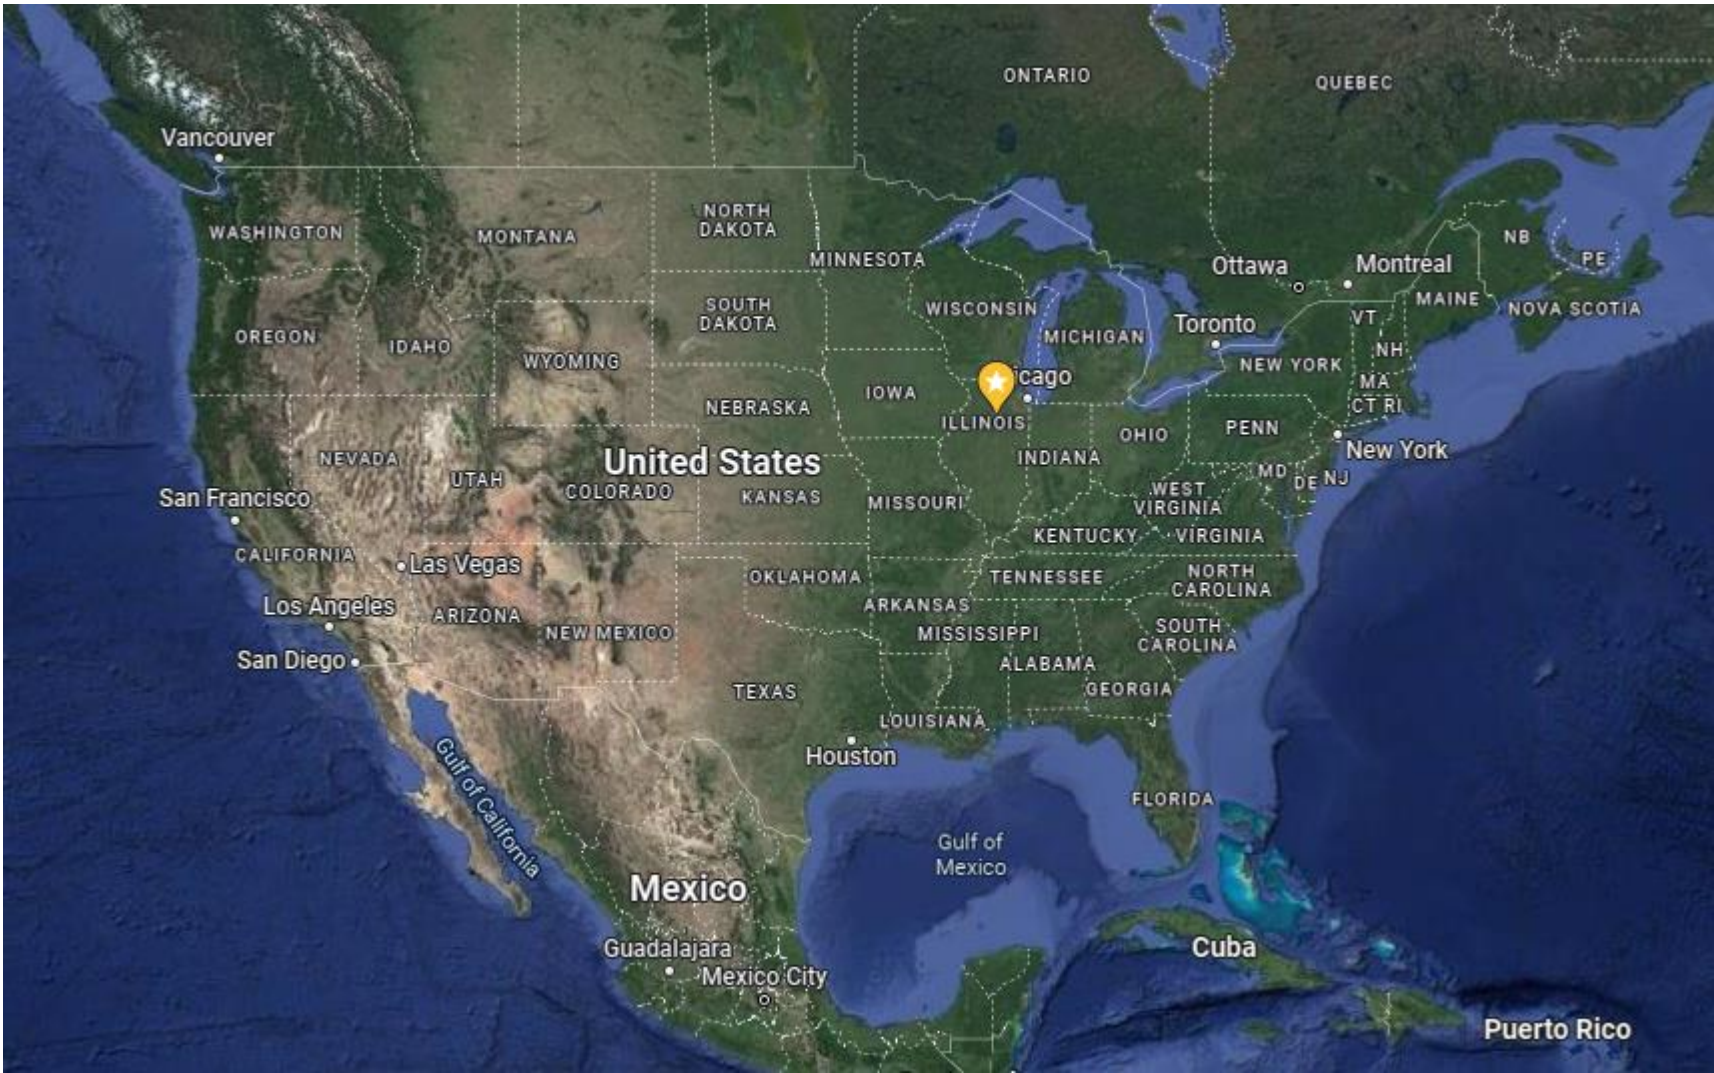 ONTARIO
QUEBEC
Vancouver
NORTH
DAKOTA
WASHINGTON
MONTANA
NB
MINNESOTA
Ottawa
Montreal
PE
MAINE
NOVA SCOTIA
SOUTH
DAKOTA
WISCONSIN
VT
Toronto
OREGON
IDAHO
MICHIGAN
NH
WYOMING
NEW YORK
icago
MA
IOWA
NEBRASKA
CT RI
ILLINOIS
OHIO
PENN
New York
NEVADA
United States
INDIANA
MD
DE
NJ
UTAH
COLORADO
KANSAS
MISSOURI
WEST
VIRGINIA
San Francisco
KENTUCKY
VIRGINIA
CALIFORNIA
Las Vegas
OKLAHOMA
TENNESSEE
NORTH
CAROLINA
Los Angeles
ARIZONA
NEW MEXICO
ARKANSAS
MISSISSIPPI
SOUTH
CAROLINA
San Diego
ALABAMA
TEXAS
GEORGIA
LOUISIANA
Houston
Gulf of California
FLORIDA
Gulf of
Mexico
Mexico
Guadalajara
Cuba
Mexico City
Puerto Rico